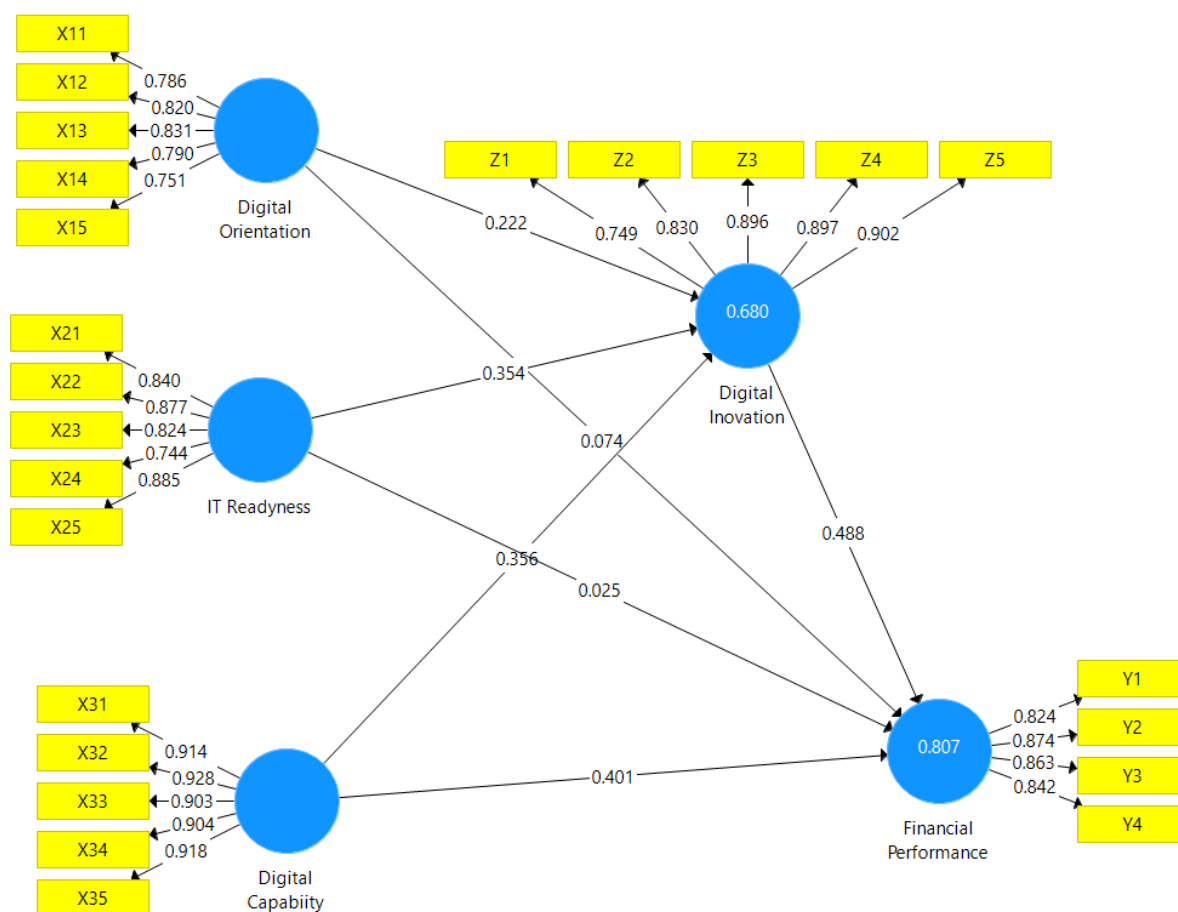 X11
X12
X13
X14
X15
0.786
0.820
0.831
0.790
0.751
Digital
Orientation
Z1
Z2
Z3
Z4
Z5
0.749
0.830
0.896
0.897
0.902
0.222
0.680
Digital
Inovation
X21
X22
X23
X24
X25
0.840
0.877
0.824
0.744
0.885
IT Readyness
0.354
0.074
0.488
0.356
0.025
X31
X32
X33
X34
X35
0.914
0.928
0.903
0.904
0.918
Digital
Capabiity
0.401
0.807
Financial
Performance
0.824
0.874
0.863
0.842
Y1
Y2
Y3
Y4